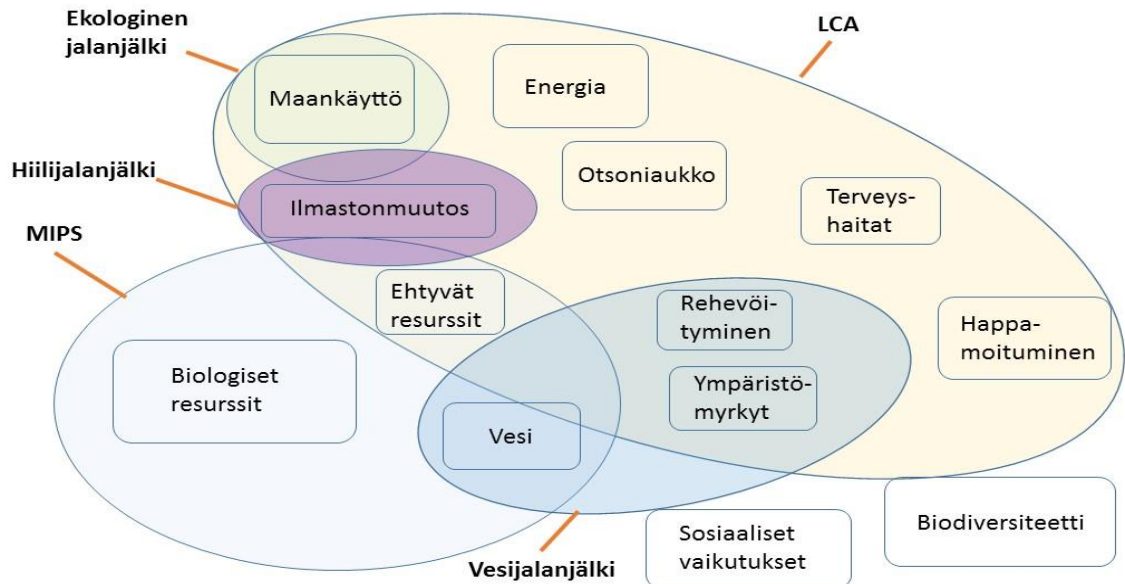 Ekologinen
jalanjälki
LCA
Maankäyttö
Energia
Hiilijalanjälki
Otsoniaukko
Ilmastonmuutos
Terveys-
haitat
MIPS
Ehtyvät
resurssit
Rehevöi-
tyminen
Happa-
moituminen
Biologiset
resurssit
Ympäristö-
myrkyt
Vesi
Vesijalanjälki
Sosiaaliset
vaikutukset
Biodiversiteetti